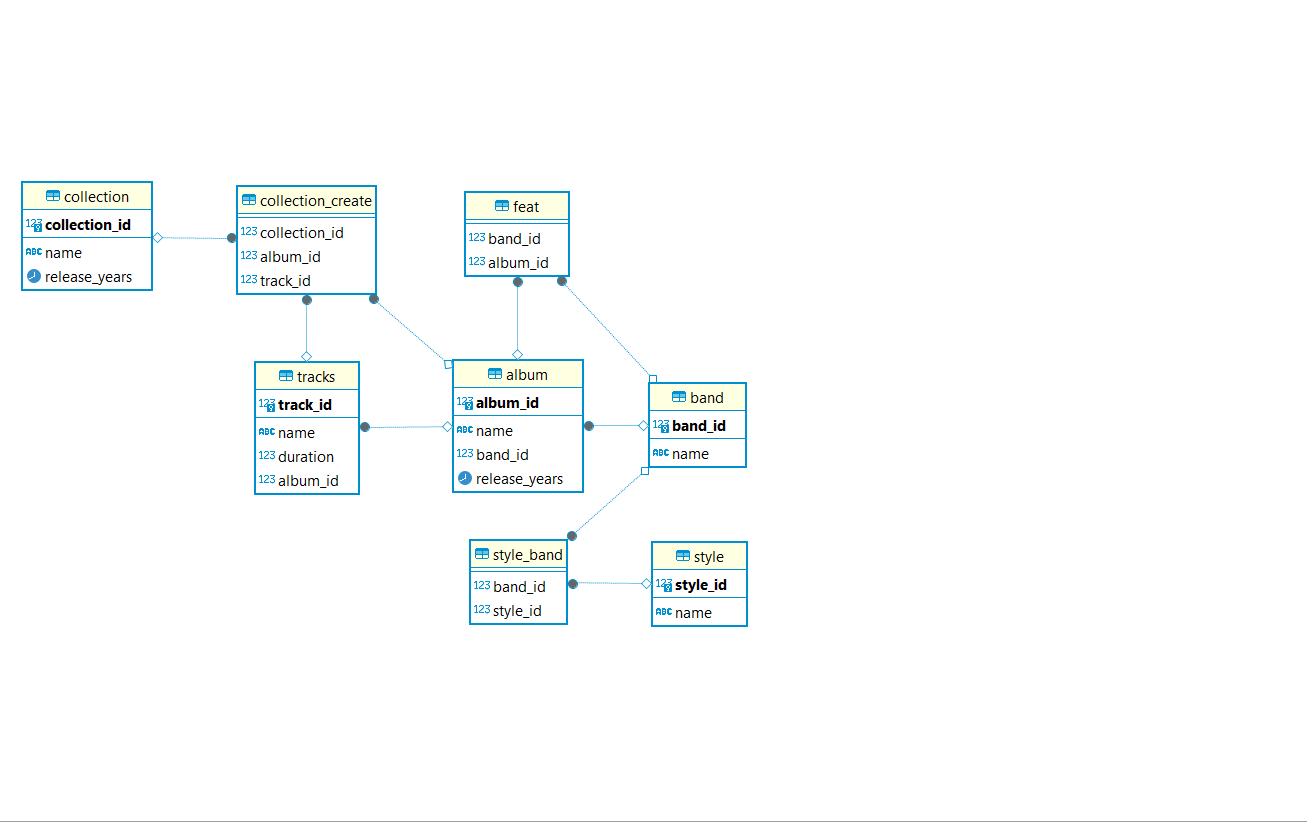 collection
123 collection_id
ABC name
release_years
collection_create
123 collection_id
123 album_id
123 track_id
feat
123 band_id
123 album_id
tracks
123 track_id
ABC name
123 duration
123 album_id
album
123 album_id
ABC name
123 band_id
release_years
band
123 band_id
ABC name
style_band
123 band_id
123 style_id
style
123 style_id
ABC name